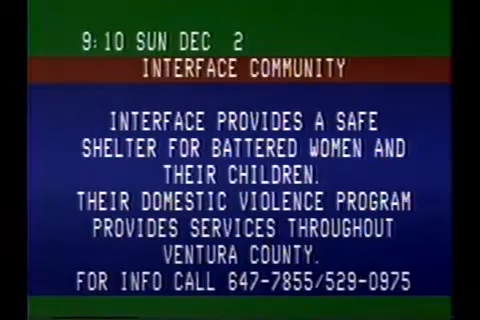 9:10 SUN DEC 2
INTERFACE COMMUNITY
INTERFACE PROVIDES A SAFE
SHELTER FOR BATTERED WOMEN AND
THEIR CHILDREN.
THEIR DOMESTIC VIOLENCE PROGRAM
PROVIDES SERVICES THROUGHOUT
VENTURA COUNTY.
FOR INFO CALL 647-7855/529-0975